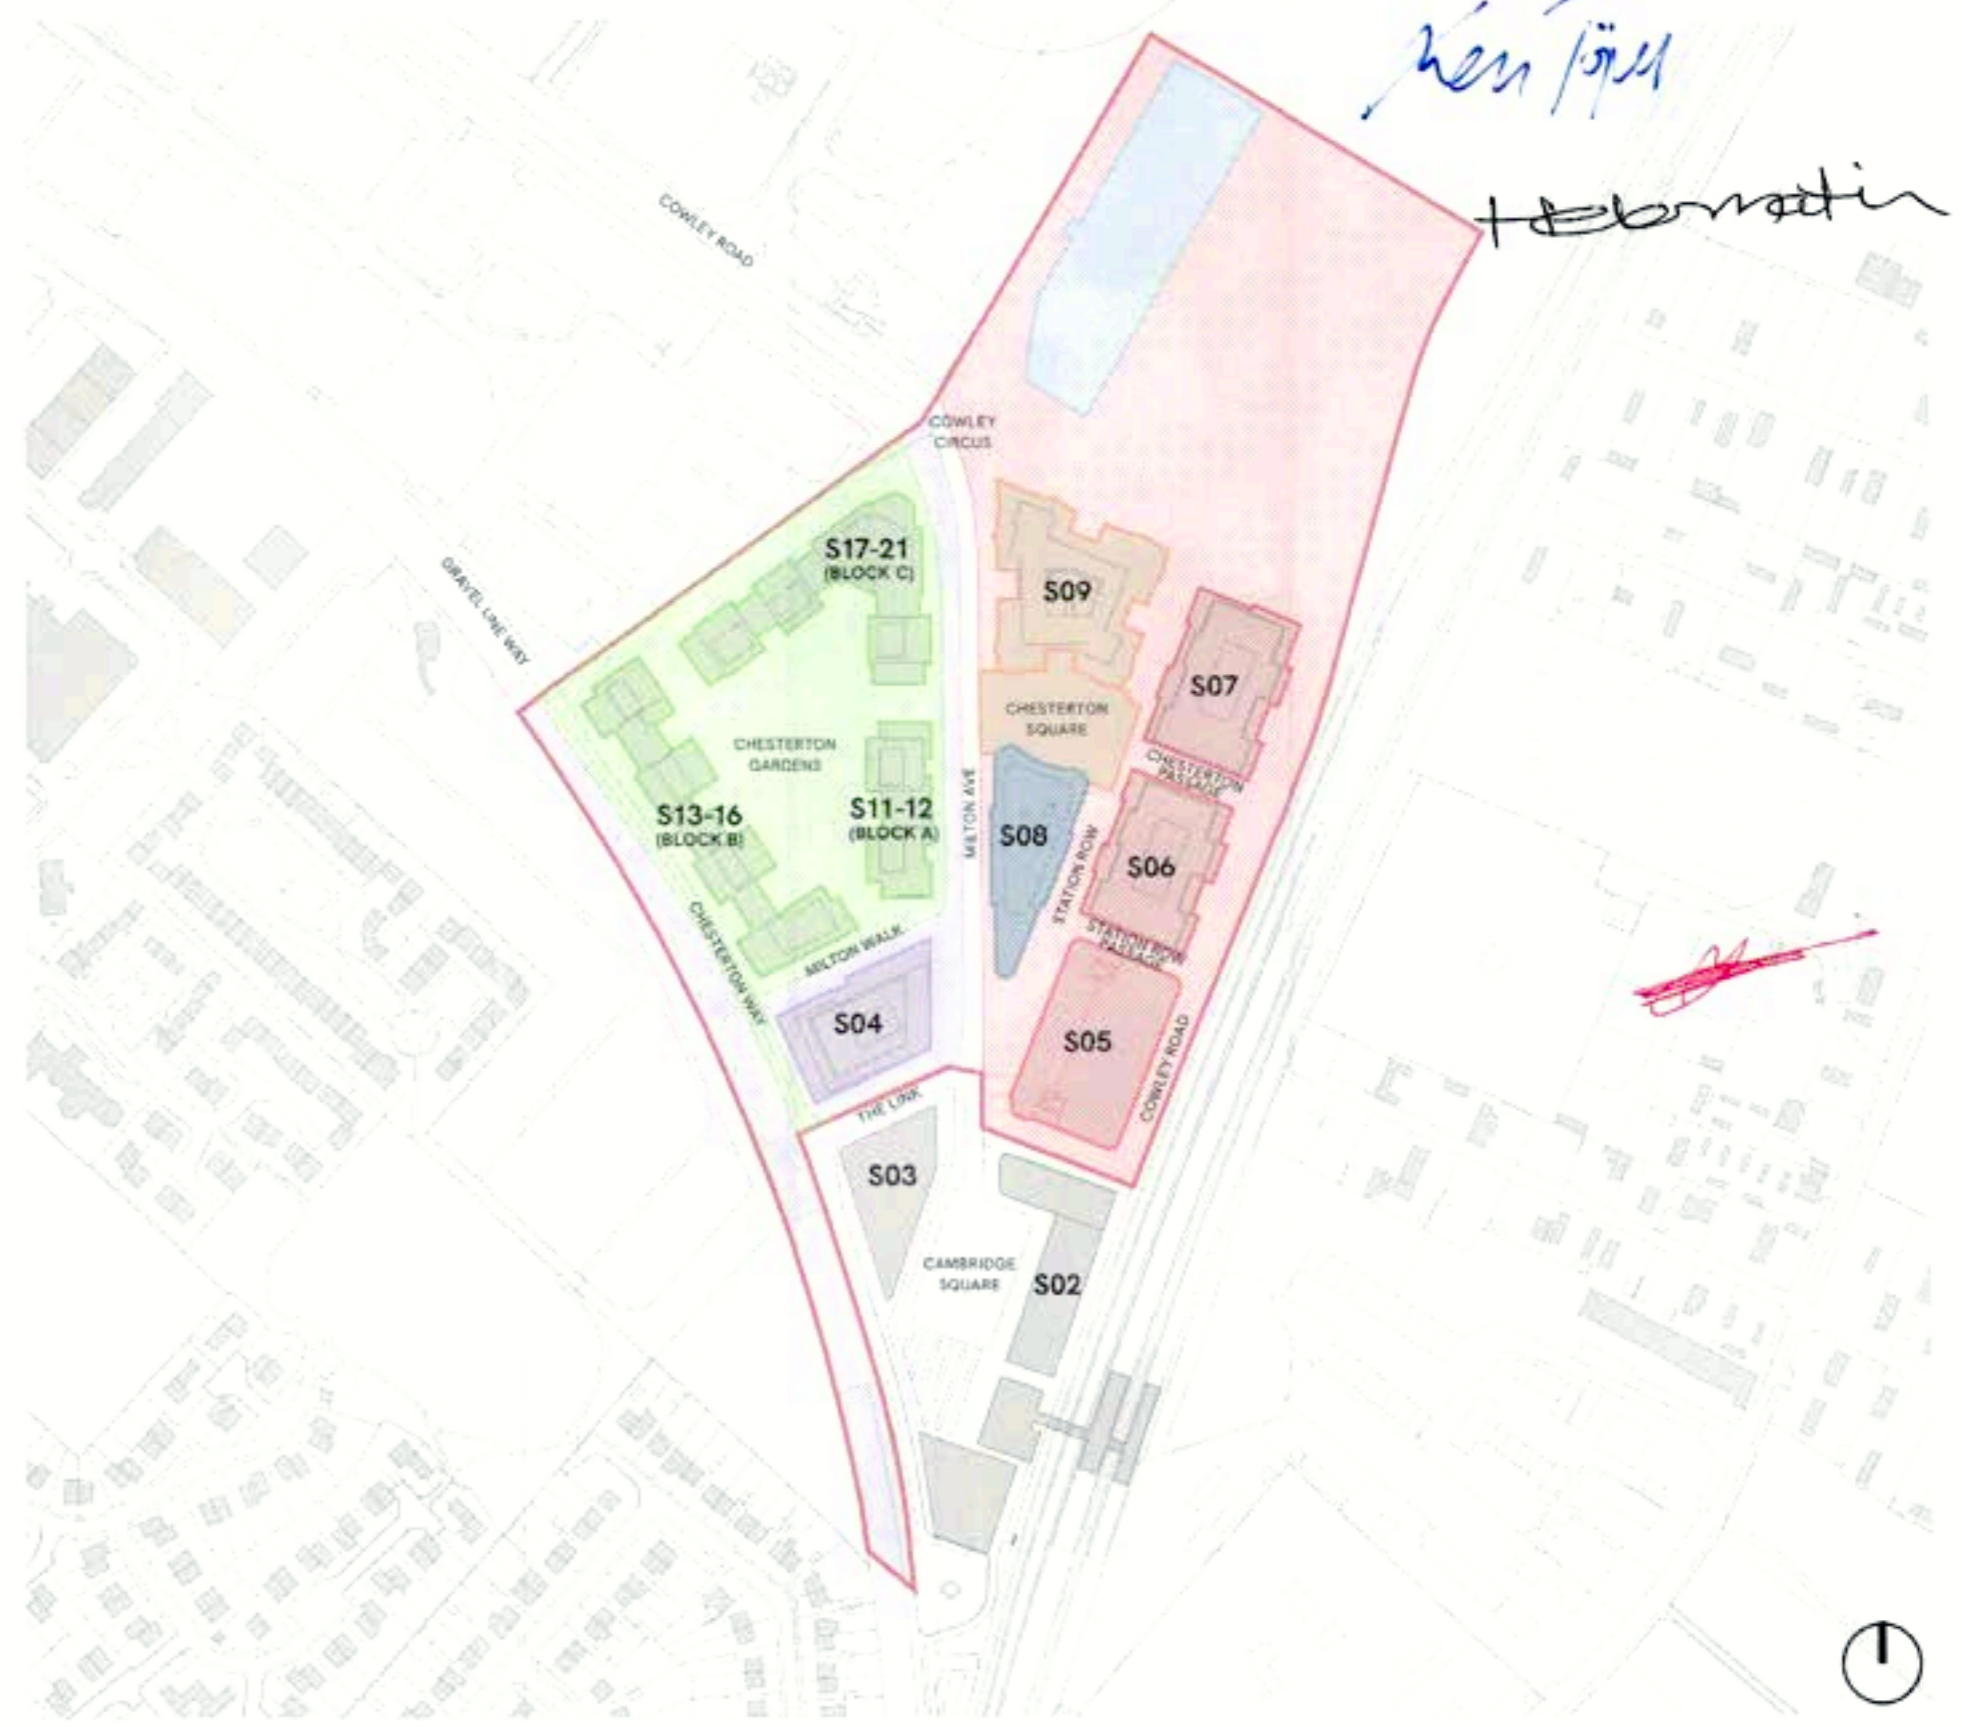 COWLEY ROAD
COWLEY
CIRCUS
GRAVEL LINE WAY
S17-21
(BLOCK C)
S09
S07
CHESTERTON
SQUARE
CHESTERTON
GARDENS
CHESTERTON
PASSAGE
S13-16
(BLOCK B)
S11-12
(BLOCK A)
MILTON AVE
S08
STATION ROW
S06
STATION ROW
PASSAGE
CHESTERTON WAY
MILTON WALK
S04
S05
COWLEY ROAD
THE LINK
S03
CAMBRIDGE
SQUARE
S02